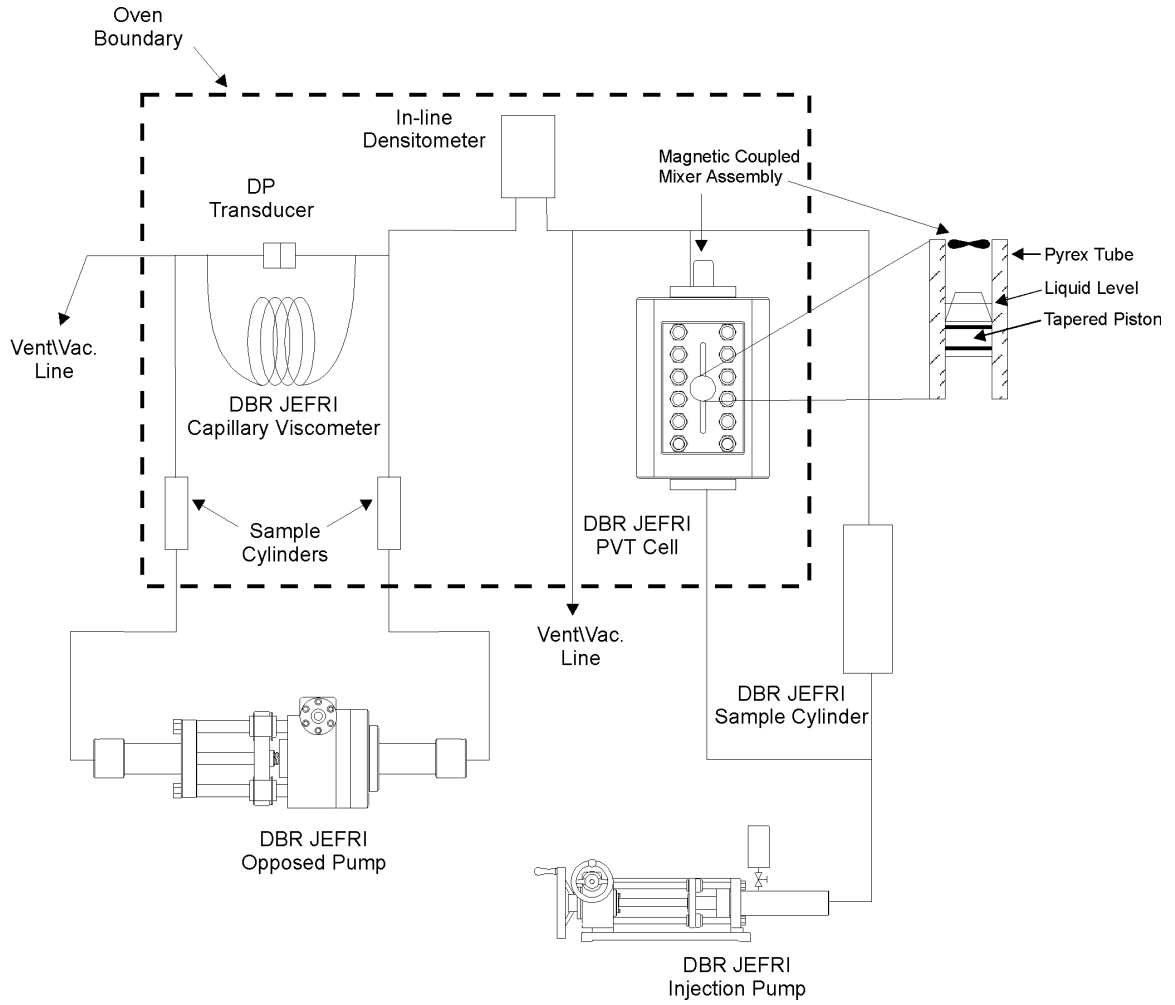 Oven
Boundary
In-line
Densitometer
Magnetic Coupled
Mixer Assembly
DP
Transducer
Pyrex Tube
Liquid Level
Tapered Piston
Vent\Vac.
Line
DBR JEFRI
Capillary Viscometer
Sample
Cylinders
DBR JEFRI
PVT Cell
Vent\Vac.
Line
DBR JEFRI
Sample Cylinder
DBR JEFRI
Opposed Pump
DBR JEFRI
Injection Pump